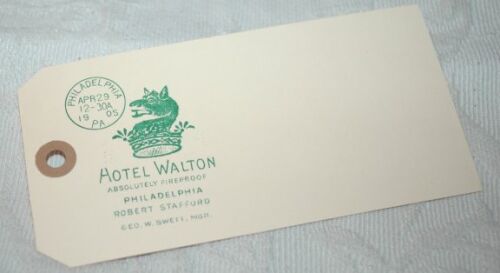 PHILADELPHIA
APR 29
12-30A
19 05
PA
HOTEL WALTON
ABSOLUTELY FIREPROOF
PHILADELPHIA
ROBERT STAFFORD
GEO. W. SWETT, MGR.